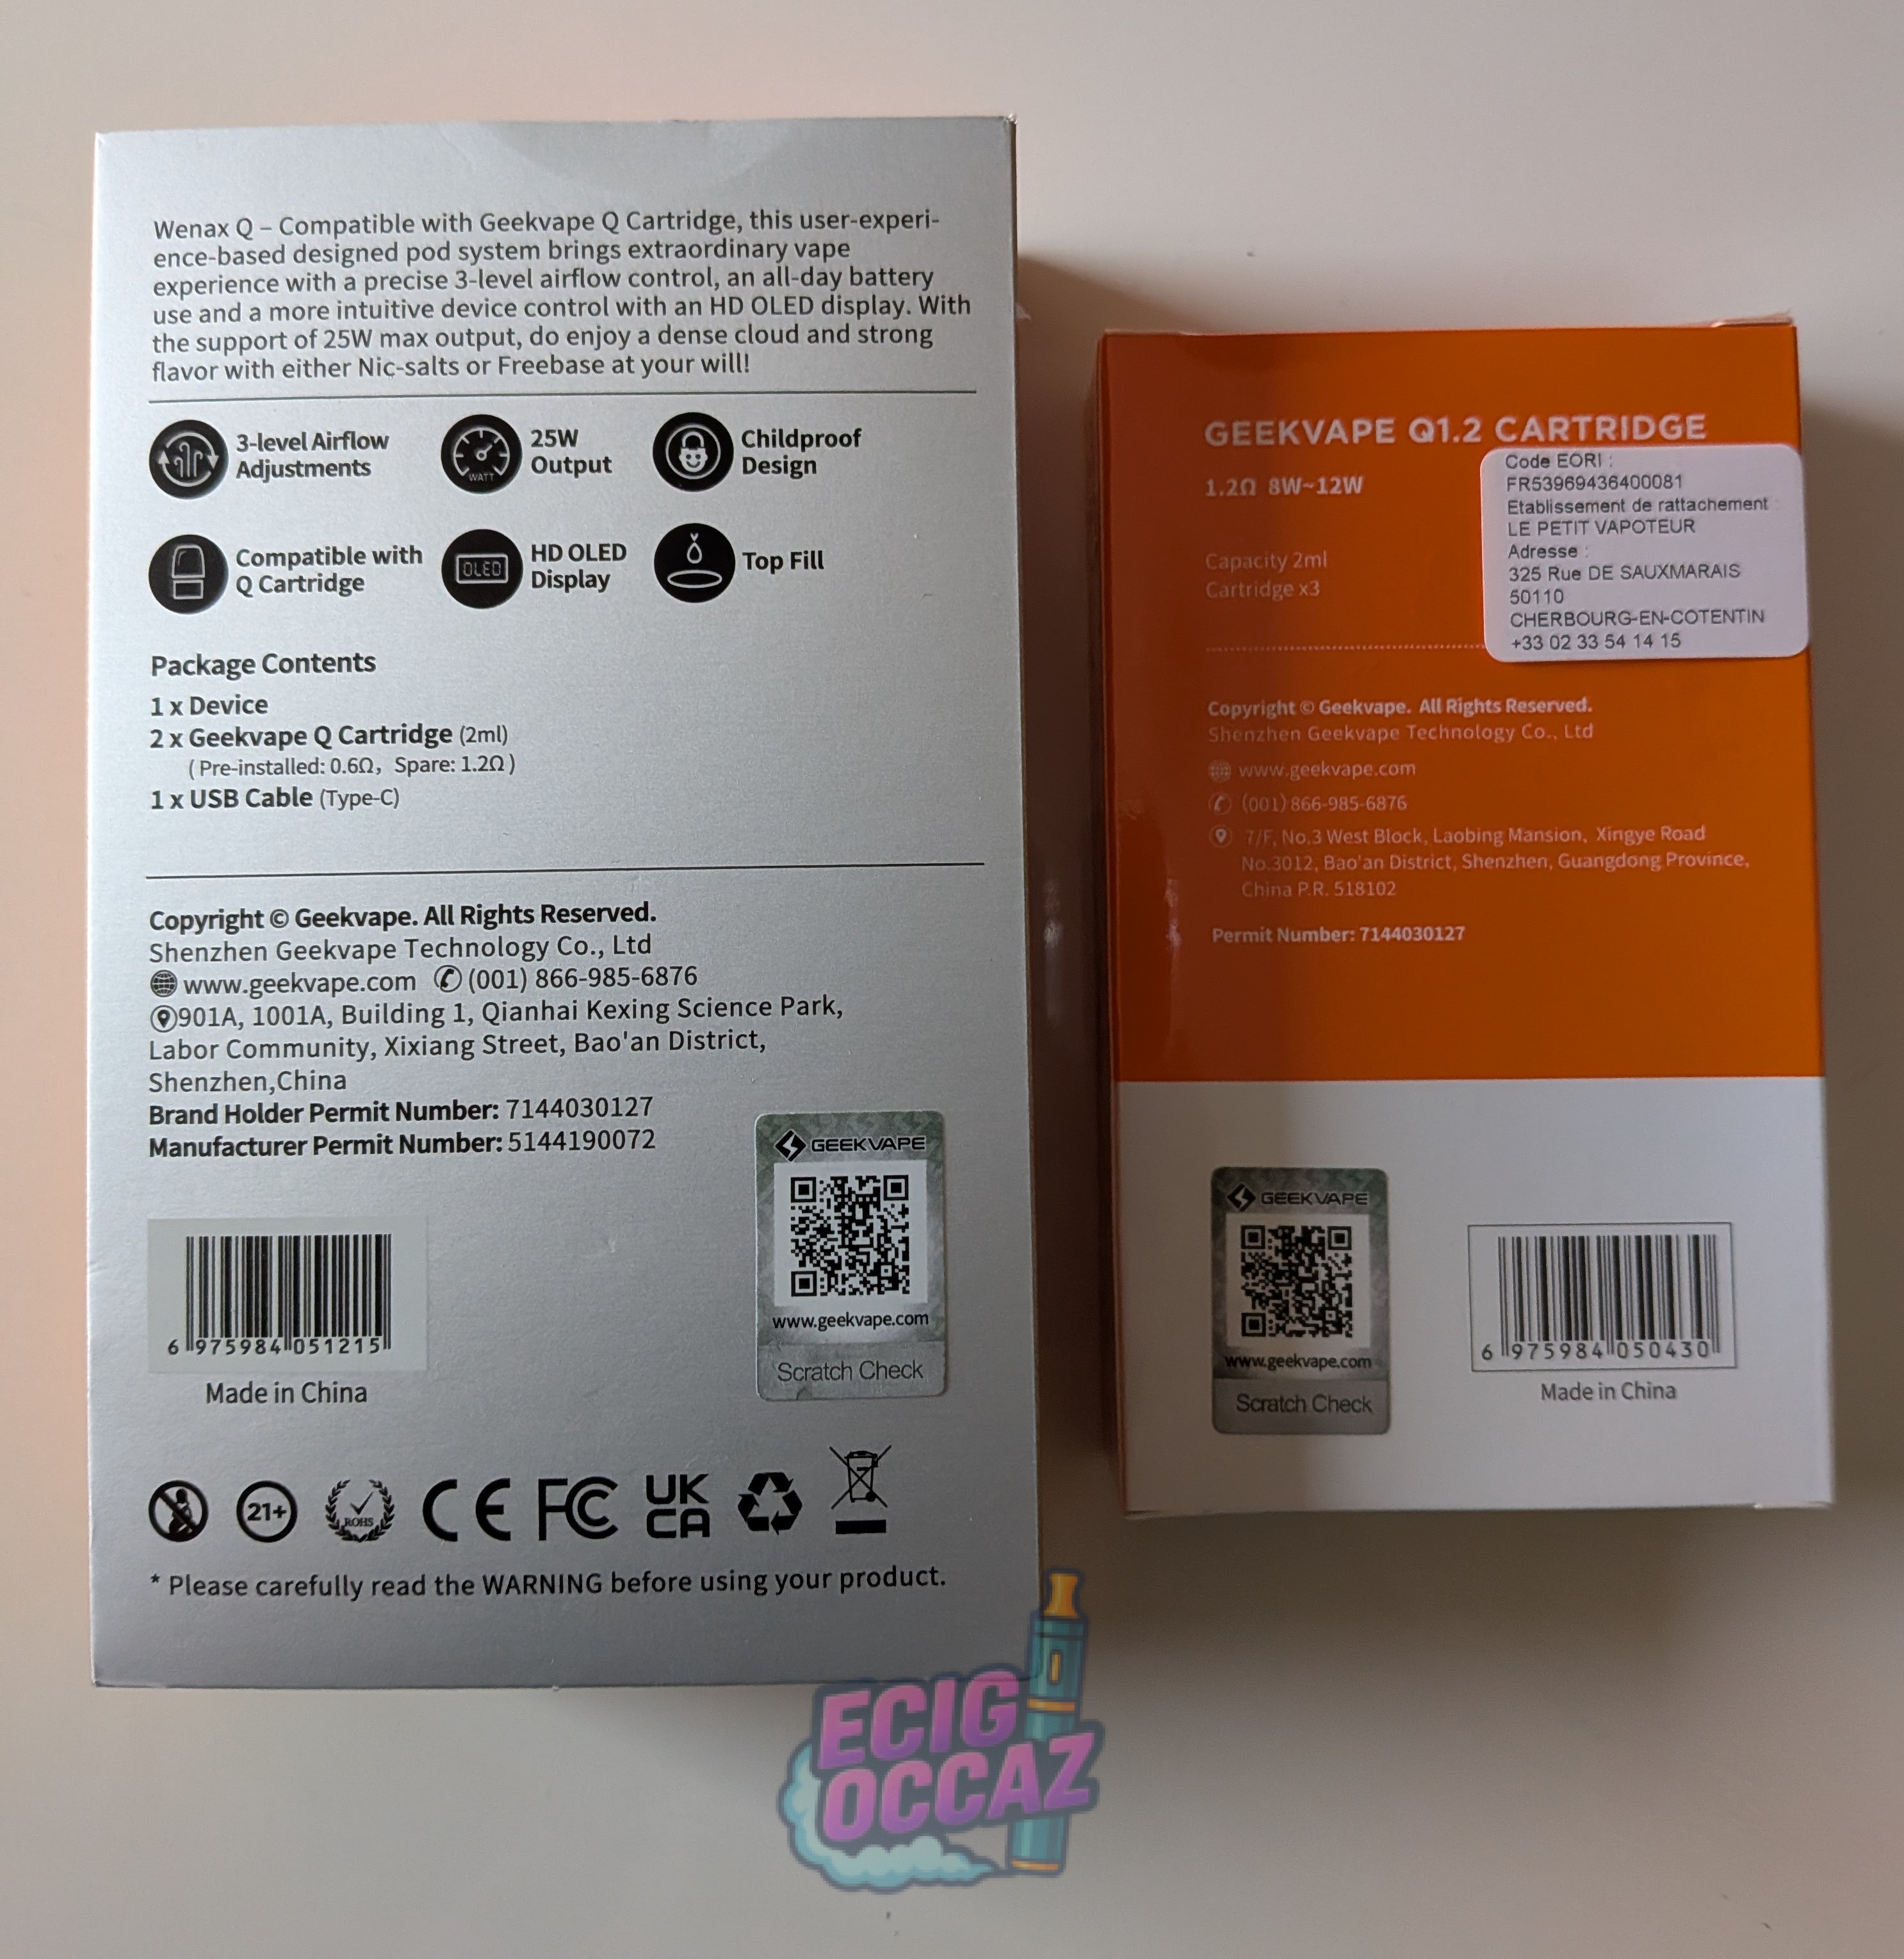 Wenax Q – Compatible with Geekvape Q Cartridge, this user-experi-
ence-based designed pod system brings extraordinary vape
experience with a precise 3-level airflow control, an all-day battery
use and a more intuitive device control with an HD OLED display. With
the support of 25W max output, do enjoy a dense cloud and strong
flavor with either Nic-salts or Freebase at your will!
3-level Airflow
Adjustments
WATT
25W
Output
Childproof
Design
Compatible with
Q Cartridge
OLED
HD OLED
Display
Top Fill
Package Contents
1 x Device
2 x Geekvape Q Cartridge (2ml)
( Pre-installed: 0.6Ω, Spare: 1.2Ω )
1 x USB Cable (Type-C)
Copyright © Geekvape. All Rights Reserved.
Shenzhen Geekvape Technology Co., Ltd
www.geekvape.com (001) 866-985-6876
901A, 1001A, Building 1, Qianhai Kexing Science Park,
Labor Community, Xixiang Street, Bao'an District,
Shenzhen,China
Brand Holder Permit Number: 7144030127
Manufacturer Permit Number: 5144190072
GEEKVAPE
www.geekvape.com
Scratch Check
6 975984 051215
Made in China
21+
ROHS
CE
FC
UK
CA
* Please carefully read the WARNING before using your product.
GEEKVAPE Q1.2 CARTRIDGE
1.2Ω 8W~12W
Capacity 2ml
Cartridge x3
Code EORI :
FR53969436400081
Etablissement de rattachement
LE PETIT VAPOTEUR
Adresse :
325 Rue DE SAUXMARAIS
50110
CHERBOURG-EN-COTENTIN
+33 02 33 54 14 15
Copyright © Geekvape. All Rights Reserved.
Shenzhen Geekvape Technology Co., Ltd
www.geekvape.com
(001) 866-985-6876
7/F, No.3 West Block, Laobing Mansion, Xingye Road
No.3012, Bao'an District, Shenzhen, Guangdong Province,
China P.R. 518102
Permit Number: 7144030127
GEEKVAPE
www.geekvape.com
Scratch Check
6 975984 050430
Made in China
ECIG
OCCAZ